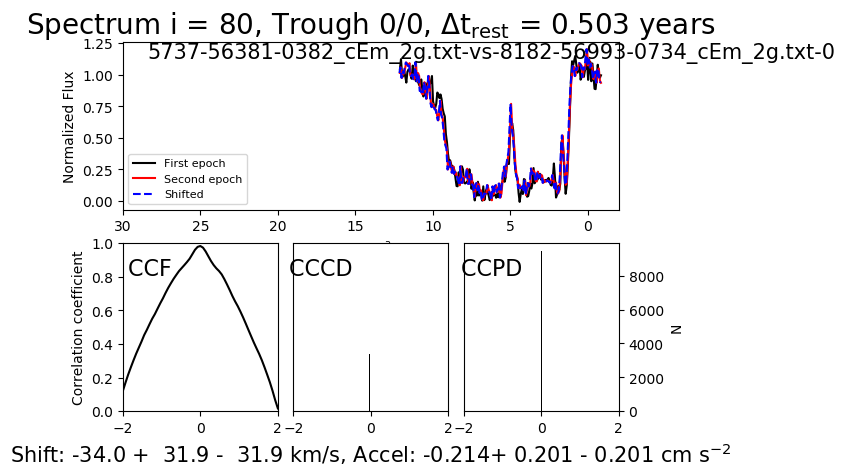 Spectrum i = 80, Trough 0/0, Δt_rest = 0.503 years
5737-56381-0382_cEm_2g.txt-vs-8182-56993-0734_cEm_2g.txt-0
Normalized Flux
1.25
1.00
0.75
0.50
0.25
0.00
First epoch
Second epoch
Shifted
30 25 20 15 10 5 0
Correlation coefficient
1.0
0.8
0.6
0.4
0.2
0.0
CCF
CCCD
CCPD
8000
6000
4000
2000
0
N
−2 0 2
−2 0 2
−2 0 2
Shift: -34.0 + 31.9 - 31.9 km/s, Accel: -0.214+ 0.201 - 0.201 cm s⁻²